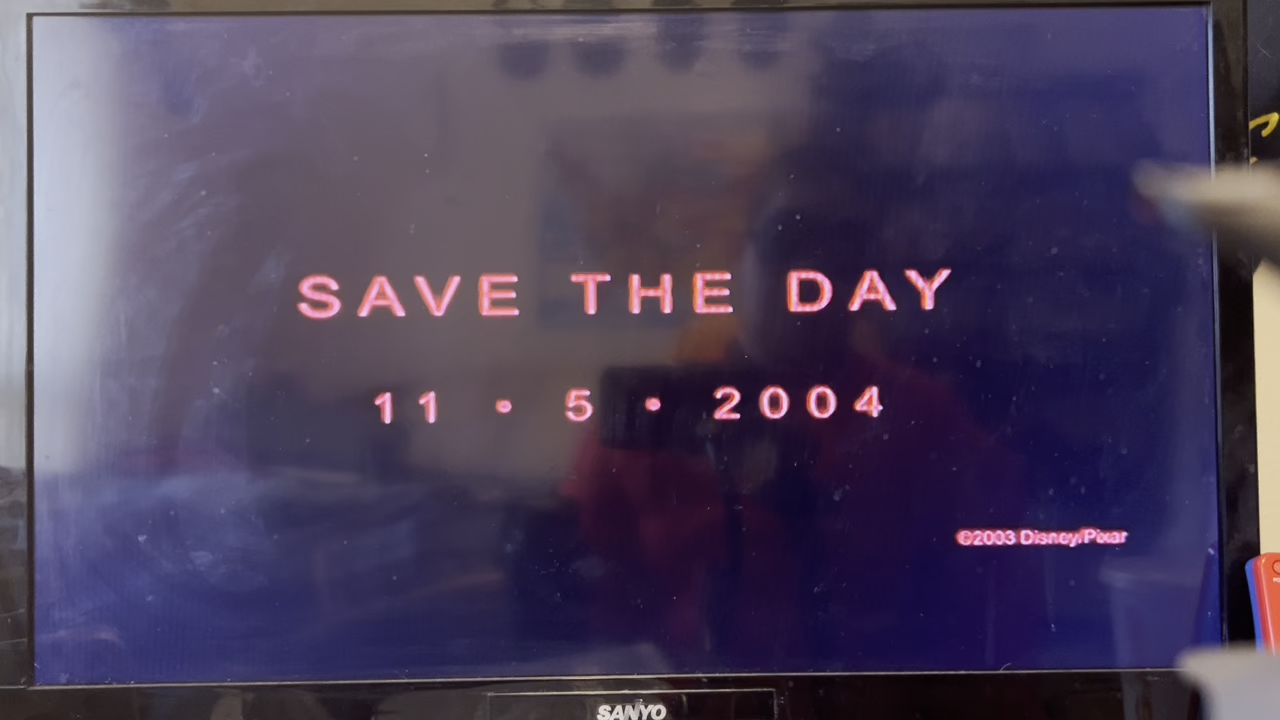 SAVE THE DAY
11 • 5 • 2004
©2003 Disney/Pixar
SANYO